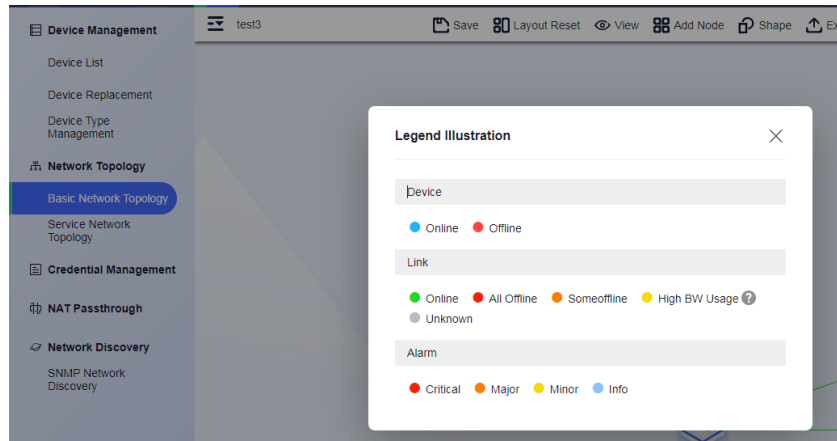 Device Management
Device List
Device Replacement
Device Type
Management
Network Topology
Basic Network Topology
Service Network
Topology
Credential Management
NAT Passthrough
Network Discovery
SNMP Network
Discovery
test3
Save Layout Reset View Add Node Shape Ex
Legend Illustration
Device
Online Offline
Link
Online All Offline Someoffline High BW Usage ?
Unknown
Alarm
Critical Major Minor Info